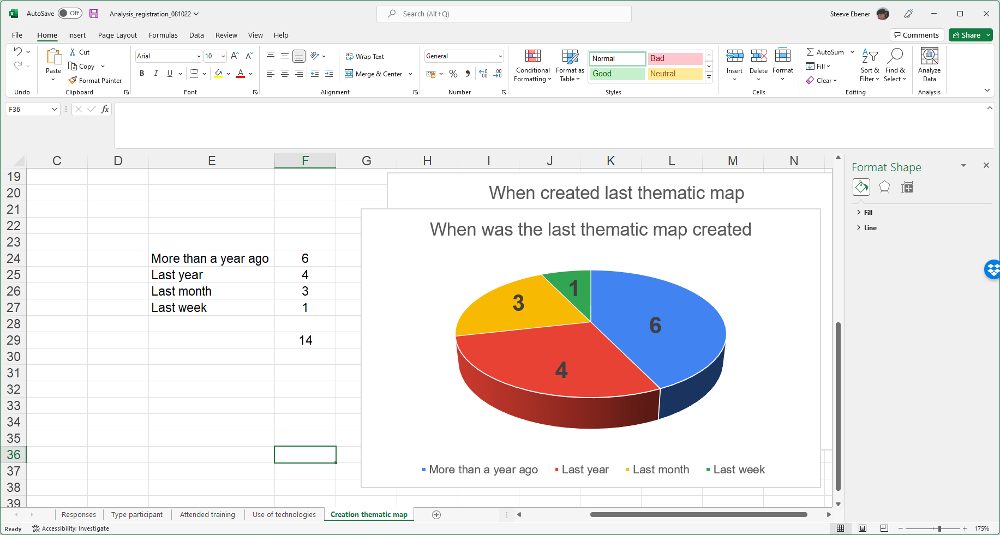 AutoSave Off Analysis_registration_081022 Search (Alt+Q) Steeve Ebener
File Home Insert Page Layout Formulas Data Review View Help Comments Share
Paste Cut Copy Format Painter
Arial 10
B I U
ab Wrap Text
Merge & Center
General
% 9
Conditional Formatting
Format as Table
Normal Bad
Good Neutral
Insert Delete Format
AutoSum
Fill
Clear
Sort & Filter
Find & Select
Analyze Data
Undo Clipboard Font Alignment Number Styles Cells Editing Analysis
F36 fx
C D E F G H I J K L M N
Format Shape
Fill
Line
19
20
21
22
23
24 More than a year ago 6
25 Last year 4
26 Last month 3
27 Last week 1
28
29 14
30
31
32
33
34
35
36
37
38
39
When created last thematic map
When was the last thematic map created
1
3
6
4
More than a year ago Last year Last month Last week
Responses Type participant Attended training Use of technologies Creation thematic map
Ready Accessibility: Investigate 175%